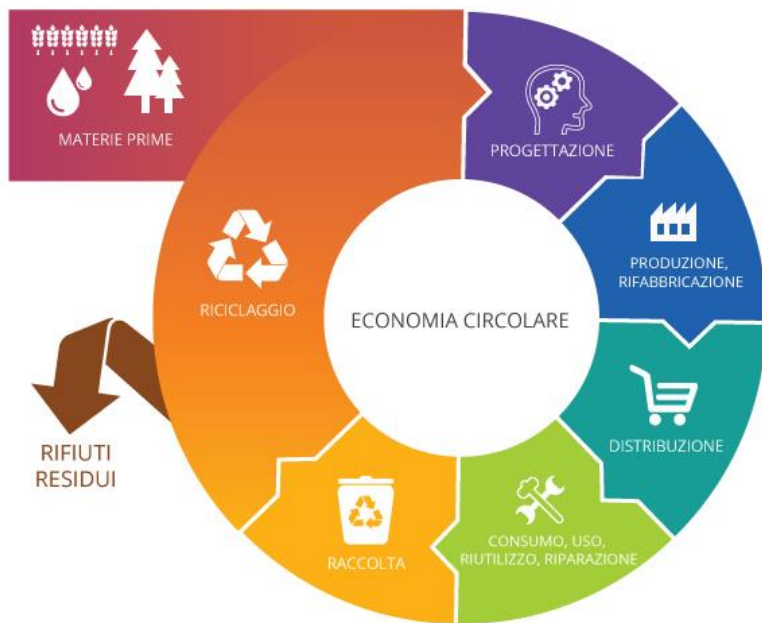 MATERIE PRIME
PROGETTAZIONE
PRODUZIONE,
RIFABBRICAZIONE
DISTRIBUZIONE
CONSUMO, USO,
RIUTILIZZO, RIPARAZIONE
RACCOLTA
RICICLAGGIO
RIFIUTI
RESIDUI
ECONOMIA CIRCOLARE